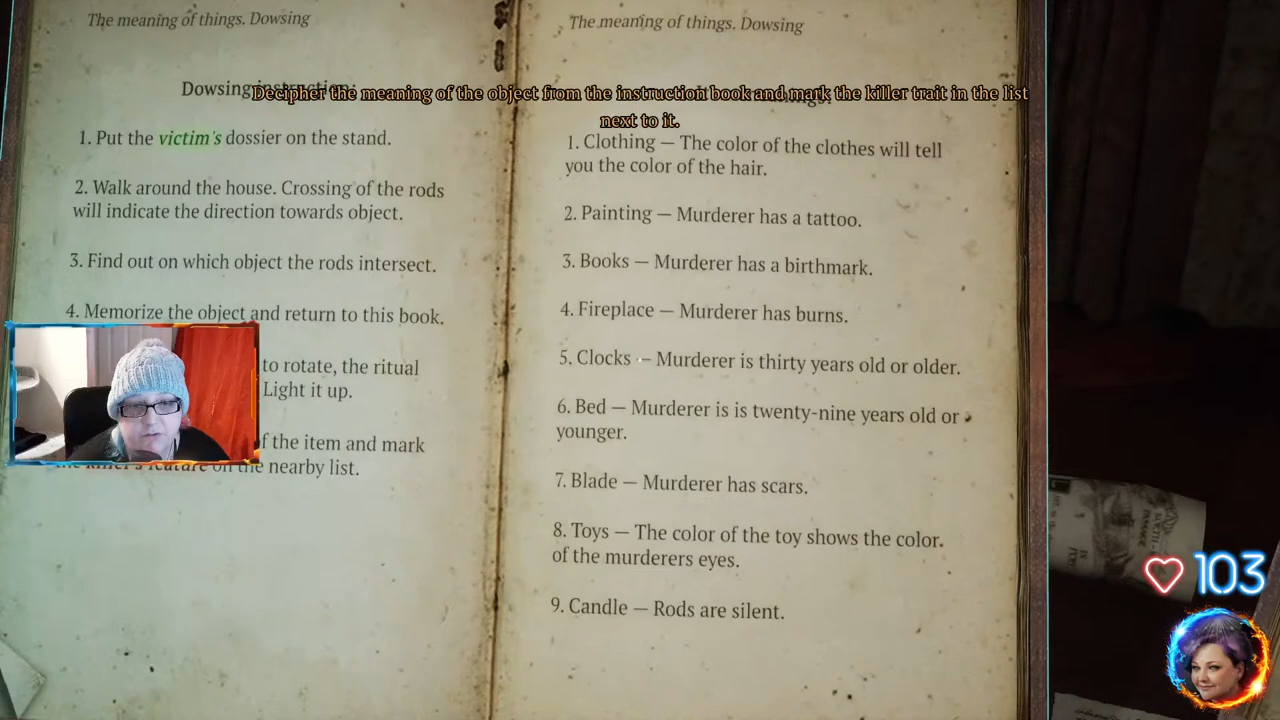 The meaning of things. Dowsing
Dowsing
1. Put the victim's dossier on the stand.
2. Walk around the house. Crossing of the rods
will indicate the direction towards object.
3. Find out on which object the rods intersect.
4. Memorize the object and return to this book.
to rotate, the ritual
Light it up.
of the item and mark
the killer's feature on the nearby list.
The meaning of things. Dowsing
Decipher the meaning of the object from the instruction book and mark the killer trait in the list
next to it.
1. Clothing — The color of the clothes will tell
you the color of the hair.
2. Painting — Murderer has a tattoo.
3. Books — Murderer has a birthmark.
4. Fireplace — Murderer has burns.
5. Clocks — Murderer is thirty years old or older.
6. Bed — Murderer is is twenty-nine years old or
younger.
7. Blade — Murderer has scars.
8. Toys — The color of the toy shows the color.
of the murderers eyes.
9. Candle — Rods are silent.
103